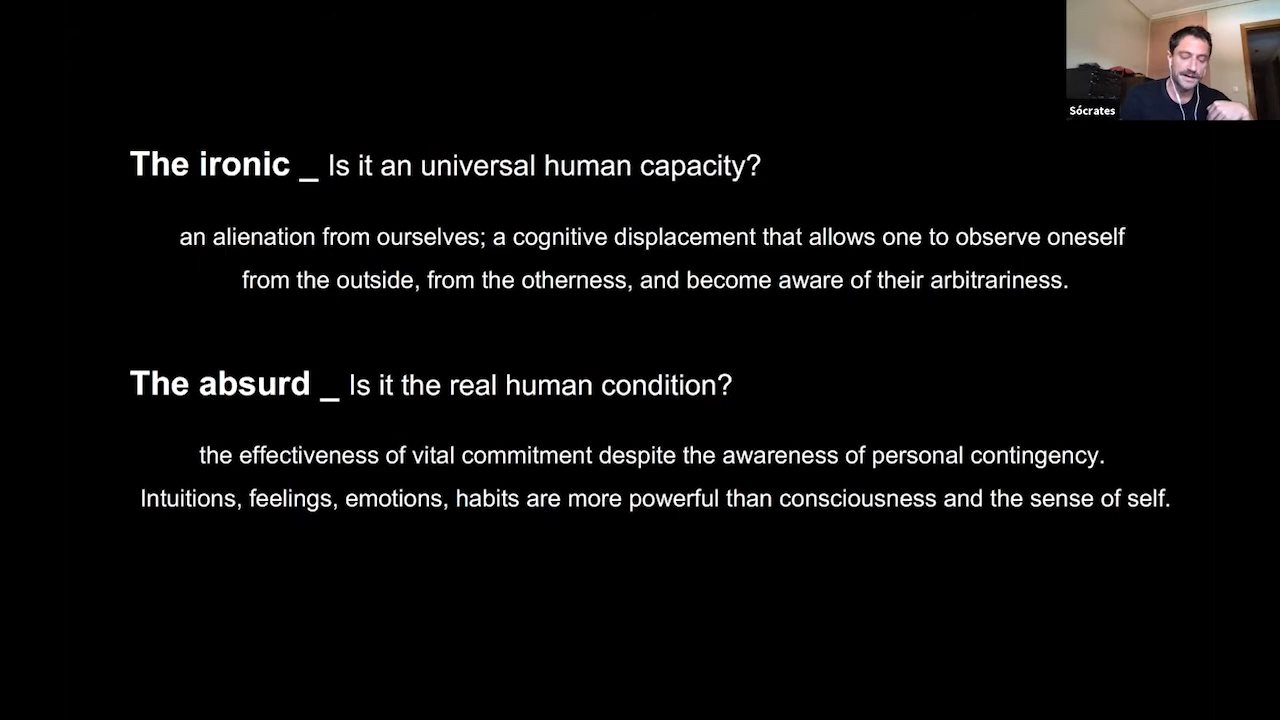 Sócrates
The ironic _ Is it an universal human capacity?
an alienation from ourselves; a cognitive displacement that allows one to observe oneself
from the outside, from the otherness, and become aware of their arbitrariness.
The absurd _ Is it the real human condition?
the effectiveness of vital commitment despite the awareness of personal contingency.
Intuitions, feelings, emotions, habits are more powerful than consciousness and the sense of self.